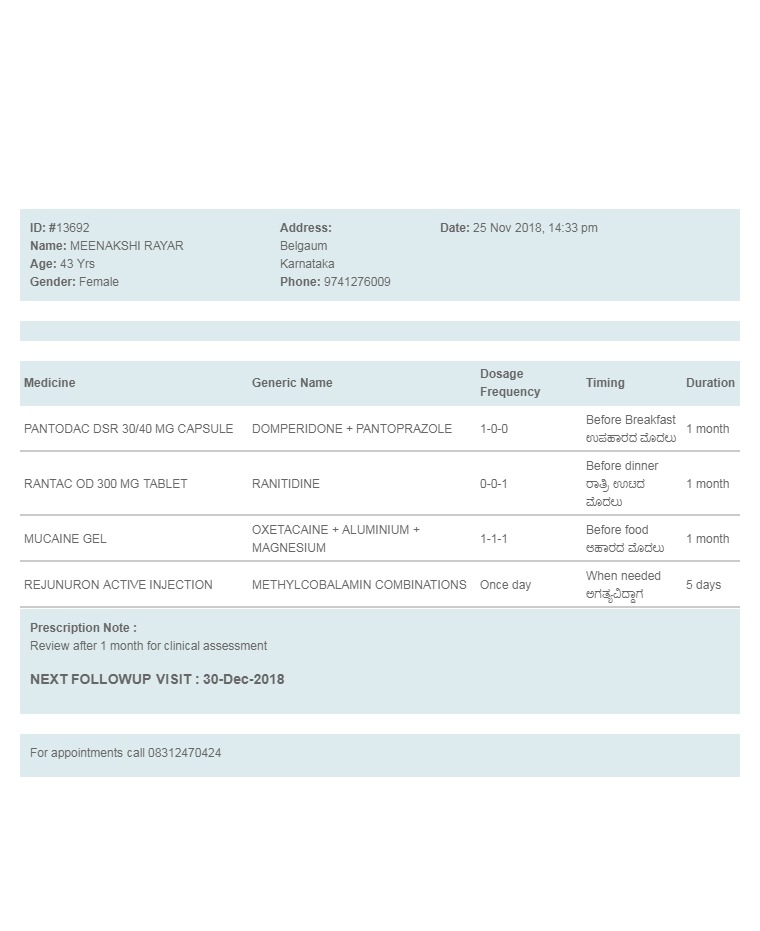 ID: #13692
Name: MEENAKSHI RAYAR
Age: 43 Yrs
Gender: Female
Address:
Belgaum
Karnataka
Phone: 9741276009
Date: 25 Nov 2018, 14:33 pm
Medicine Generic Name Dosage Frequency Timing Duration
PANTODAC DSR 30/40 MG CAPSULE DOMPERIDONE + PANTOPRAZOLE 1-0-0 Before Breakfast 1 month
ಉಪಹಾರದ ಮೊದಲು
RANTAC OD 300 MG TABLET RANITIDINE 0-0-1 Before dinner 1 month
ರಾತ್ರಿ ಊಟದ
ಮೊದಲು
MUCAINE GEL OXETACAINE + ALUMINIUM + 1-1-1 Before food 1 month
MAGNESIUM ಆಹಾರದ ಮೊದಲು
REJUNURON ACTIVE INJECTION METHYLCOBALAMIN COMBINATIONS Once day When needed 5 days
ಅಗತ್ಯವಿದ್ದಾಗ
Prescription Note :
Review after 1 month for clinical assessment
NEXT FOLLOWUP VISIT : 30-Dec-2018
For appointments call 08312470424